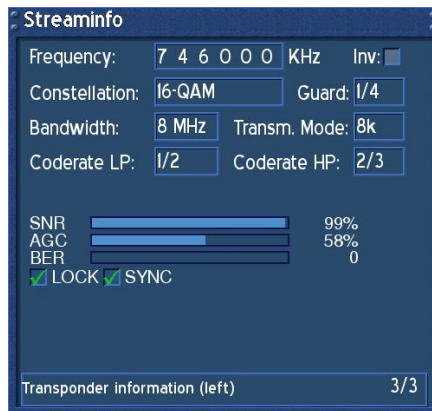 Streaminfo
Frequency: 7 4 6 0 0 0 KHz Inv:
Constellation: 16-QAM Guard: 1/4
Bandwidth: 8 MHz Transm. Mode: 8k
Coderate LP: 1/2 Coderate HP: 2/3
SNR 99%
AGC 58%
BER 0
LOCK SYNC
Transponder information (left) 3/3